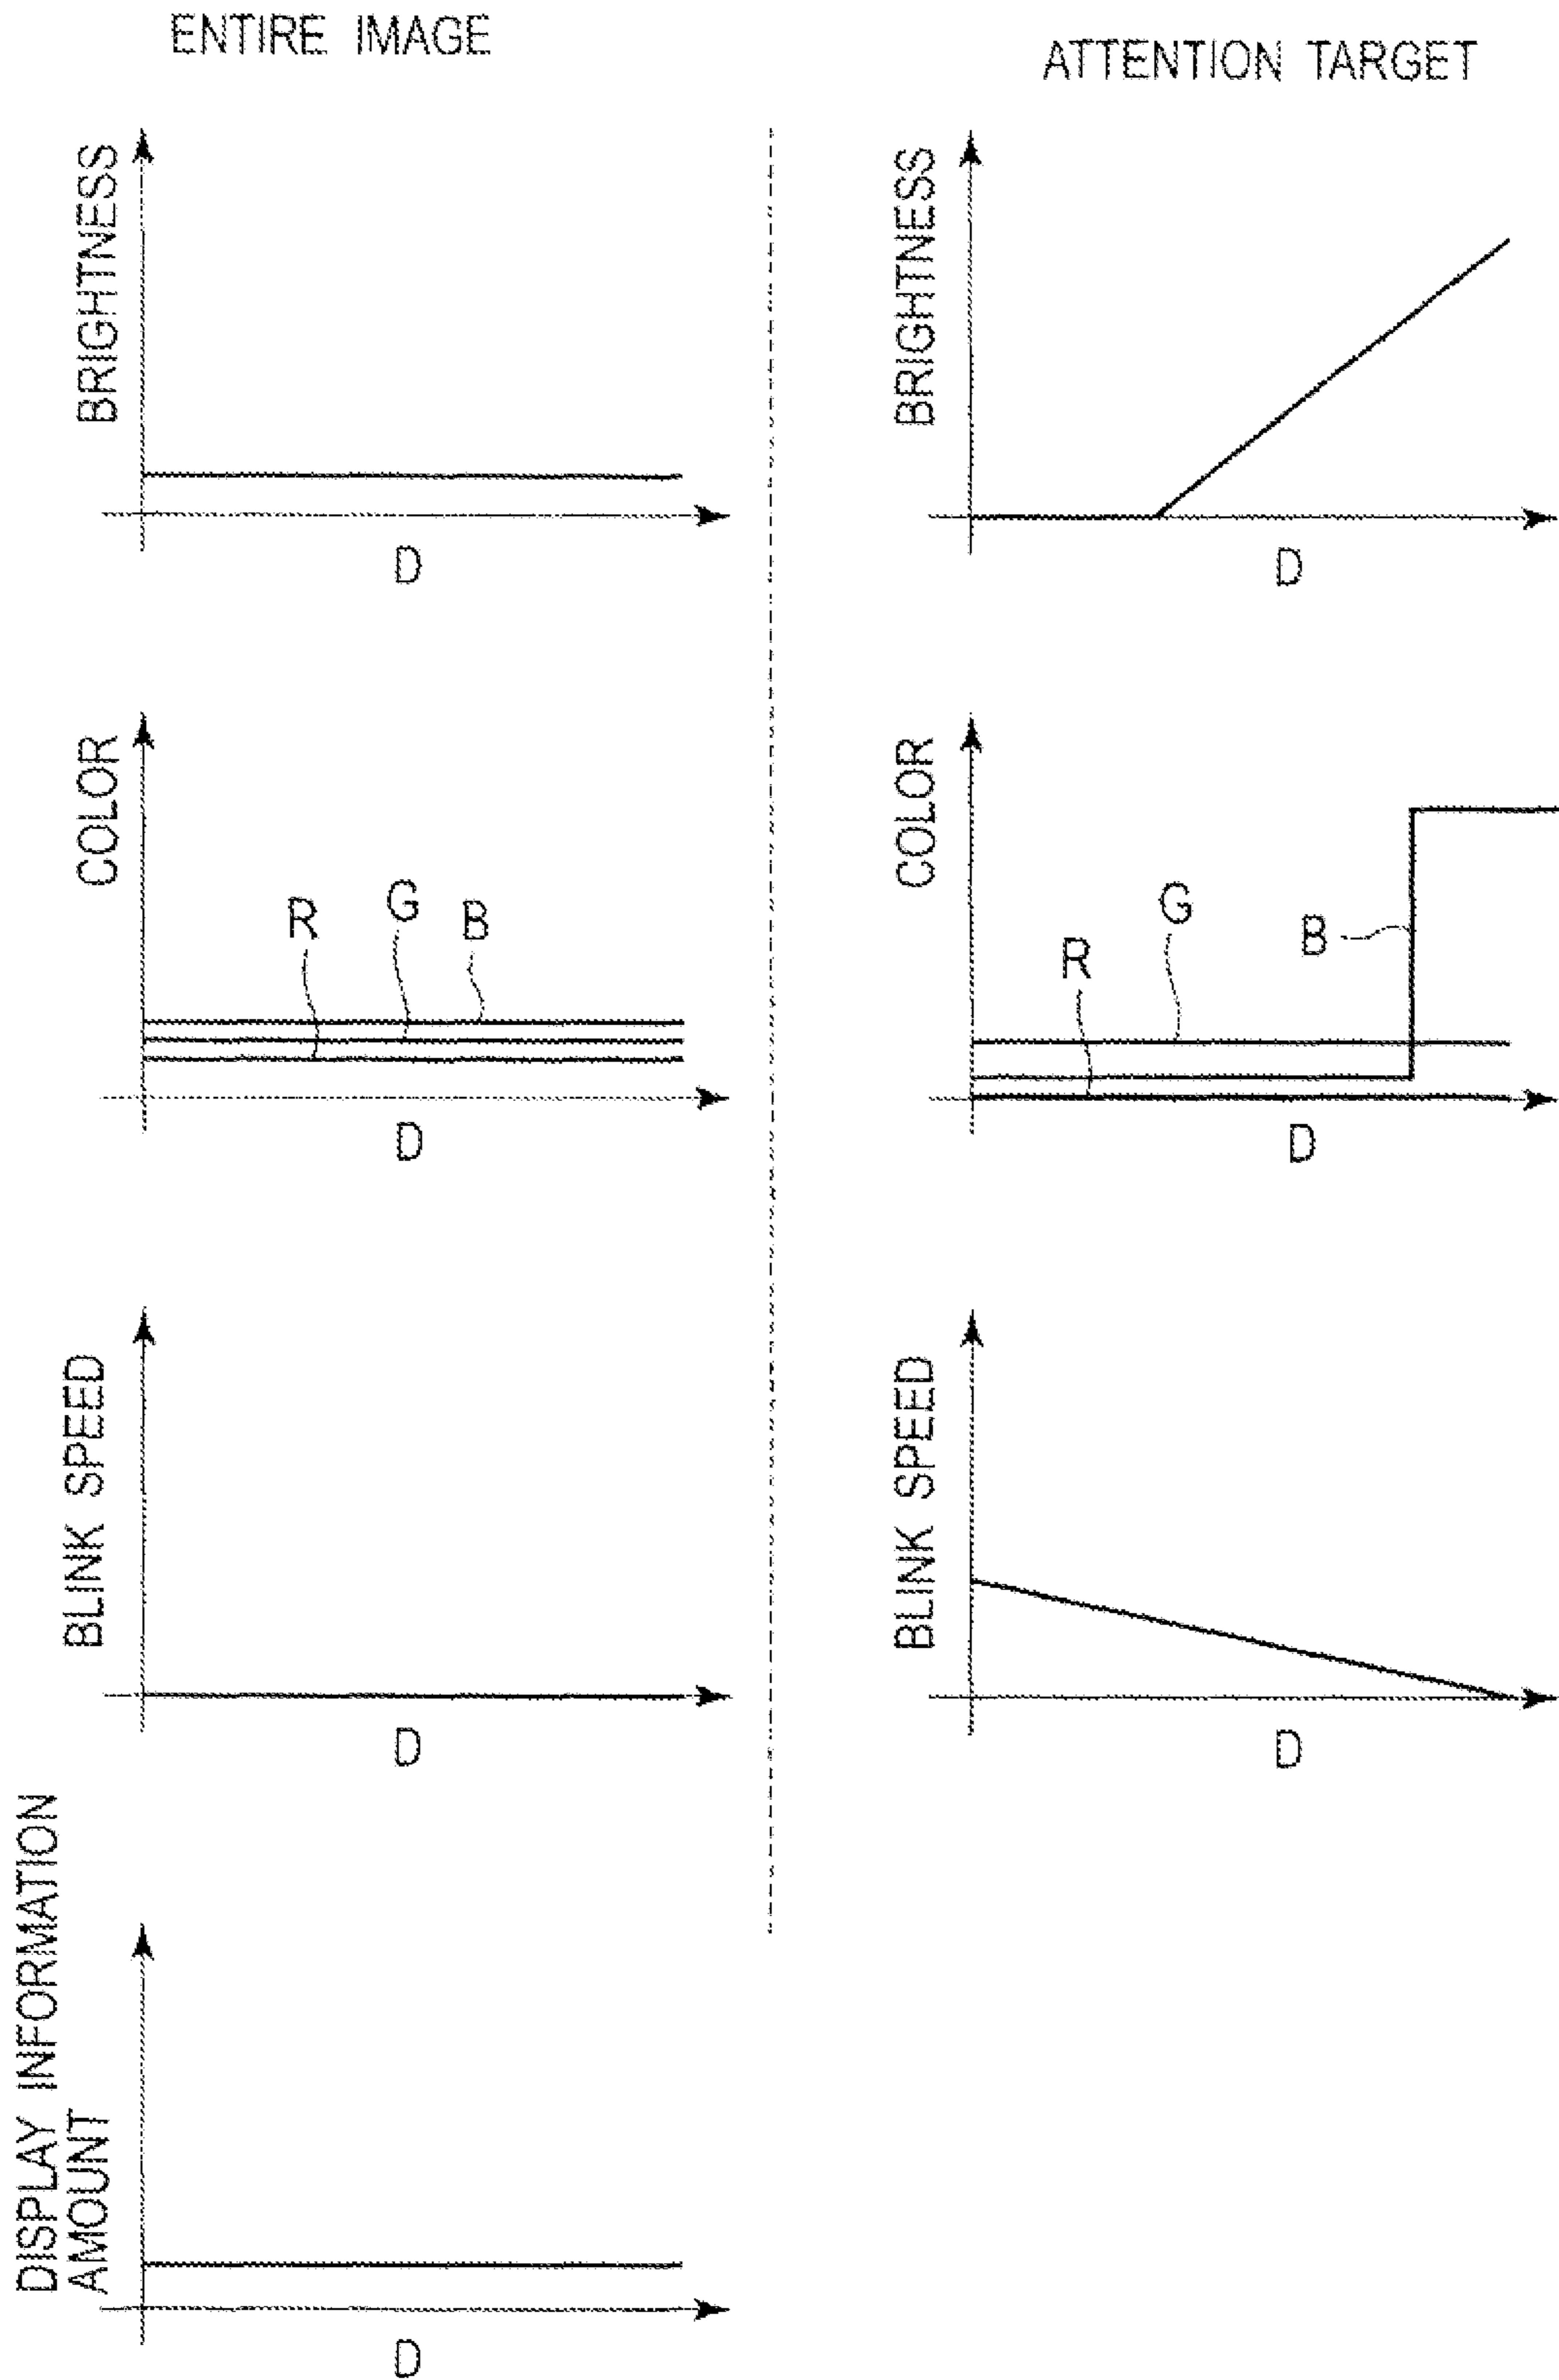 ENTIRE IMAGE
ATTENTION TARGET
BRIGHTNESS
D
BRIGHTNESS
D
COLOR
R
G
B
D
COLOR
R
G
B
D
BLINK SPEED
D
BLINK SPEED
D
DISPLAY INFORMATION
AMOUNT
D